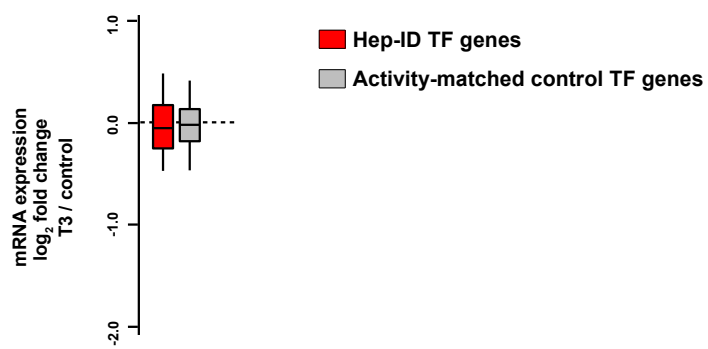 mRNA expression
log₂ fold change
T3 / control
1.0
0.0
-1.0
-2.0
Hep-ID TF genes
Activity-matched control TF genes